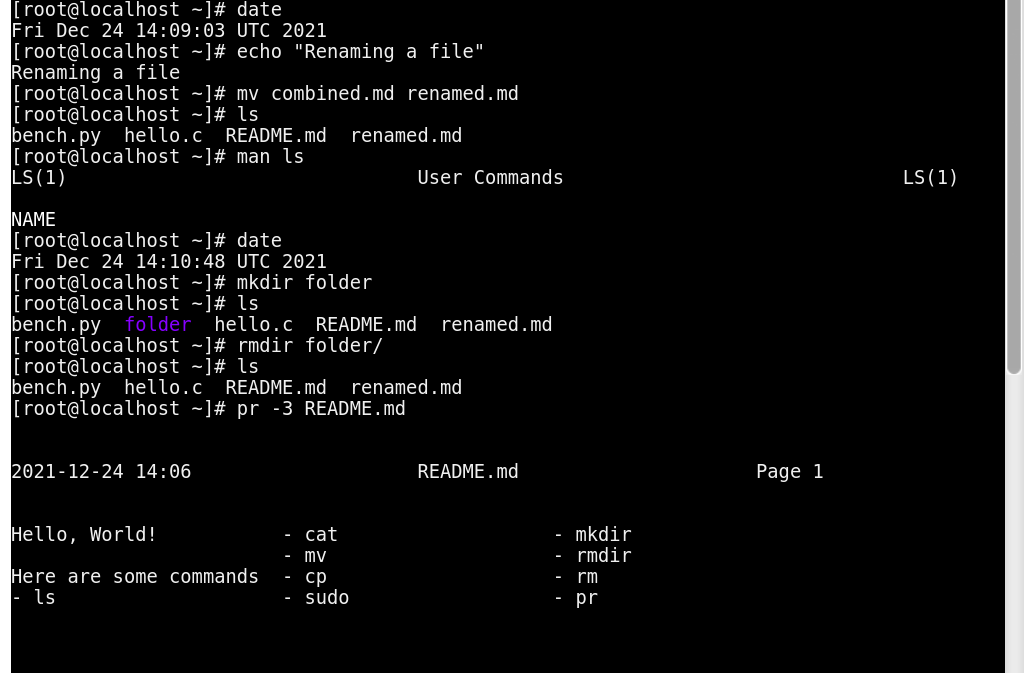 [root@localhost ~]# date
Fri Dec 24 14:09:03 UTC 2021
[root@localhost ~]# echo "Renaming a file"
Renaming a file
[root@localhost ~]# mv combined.md renamed.md
[root@localhost ~]# ls
bench.py  hello.c  README.md  renamed.md
[root@localhost ~]# man ls
LS(1)                               User Commands                              LS(1)

NAME
[root@localhost ~]# date
Fri Dec 24 14:10:48 UTC 2021
[root@localhost ~]# mkdir folder
[root@localhost ~]# ls
bench.py  folder  hello.c  README.md  renamed.md
[root@localhost ~]# rmdir folder/
[root@localhost ~]# ls
bench.py  hello.c  README.md  renamed.md
[root@localhost ~]# pr -3 README.md


2021-12-24 14:06                    README.md                     Page 1


Hello, World!           - cat                   - mkdir
                        - mv                    - rmdir
Here are some commands  - cp                    - rm
- ls                    - sudo                  - pr